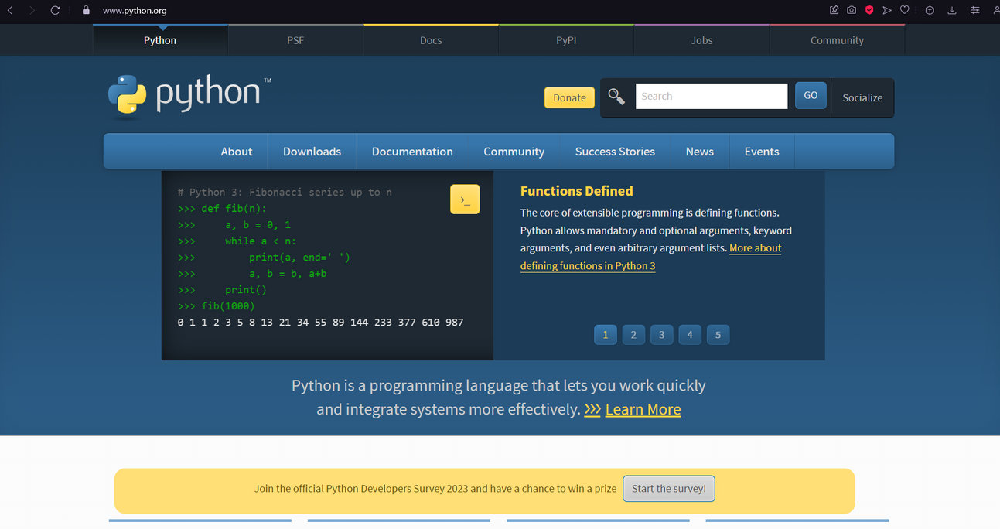 www.python.org
Python PSF Docs PyPI Jobs Community
python™
Donate Search GO Socialize
About Downloads Documentation Community Success Stories News Events
# Python 3: Fibonacci series up to n
>>> def fib(n):
>>>     a, b = 0, 1
>>>     while a < n:
>>>         print(a, end=' ')
>>>         a, b = b, a+b
>>>     print()
>>> fib(1000)
0 1 1 2 3 5 8 13 21 34 55 89 144 233 377 610 987
>_
Functions Defined
The core of extensible programming is defining functions.
Python allows mandatory and optional arguments, keyword
arguments, and even arbitrary argument lists. More about
defining functions in Python 3
1 2 3 4 5
Python is a programming language that lets you work quickly
and integrate systems more effectively. >>> Learn More
Join the official Python Developers Survey 2023 and have a chance to win a prize Start the survey!